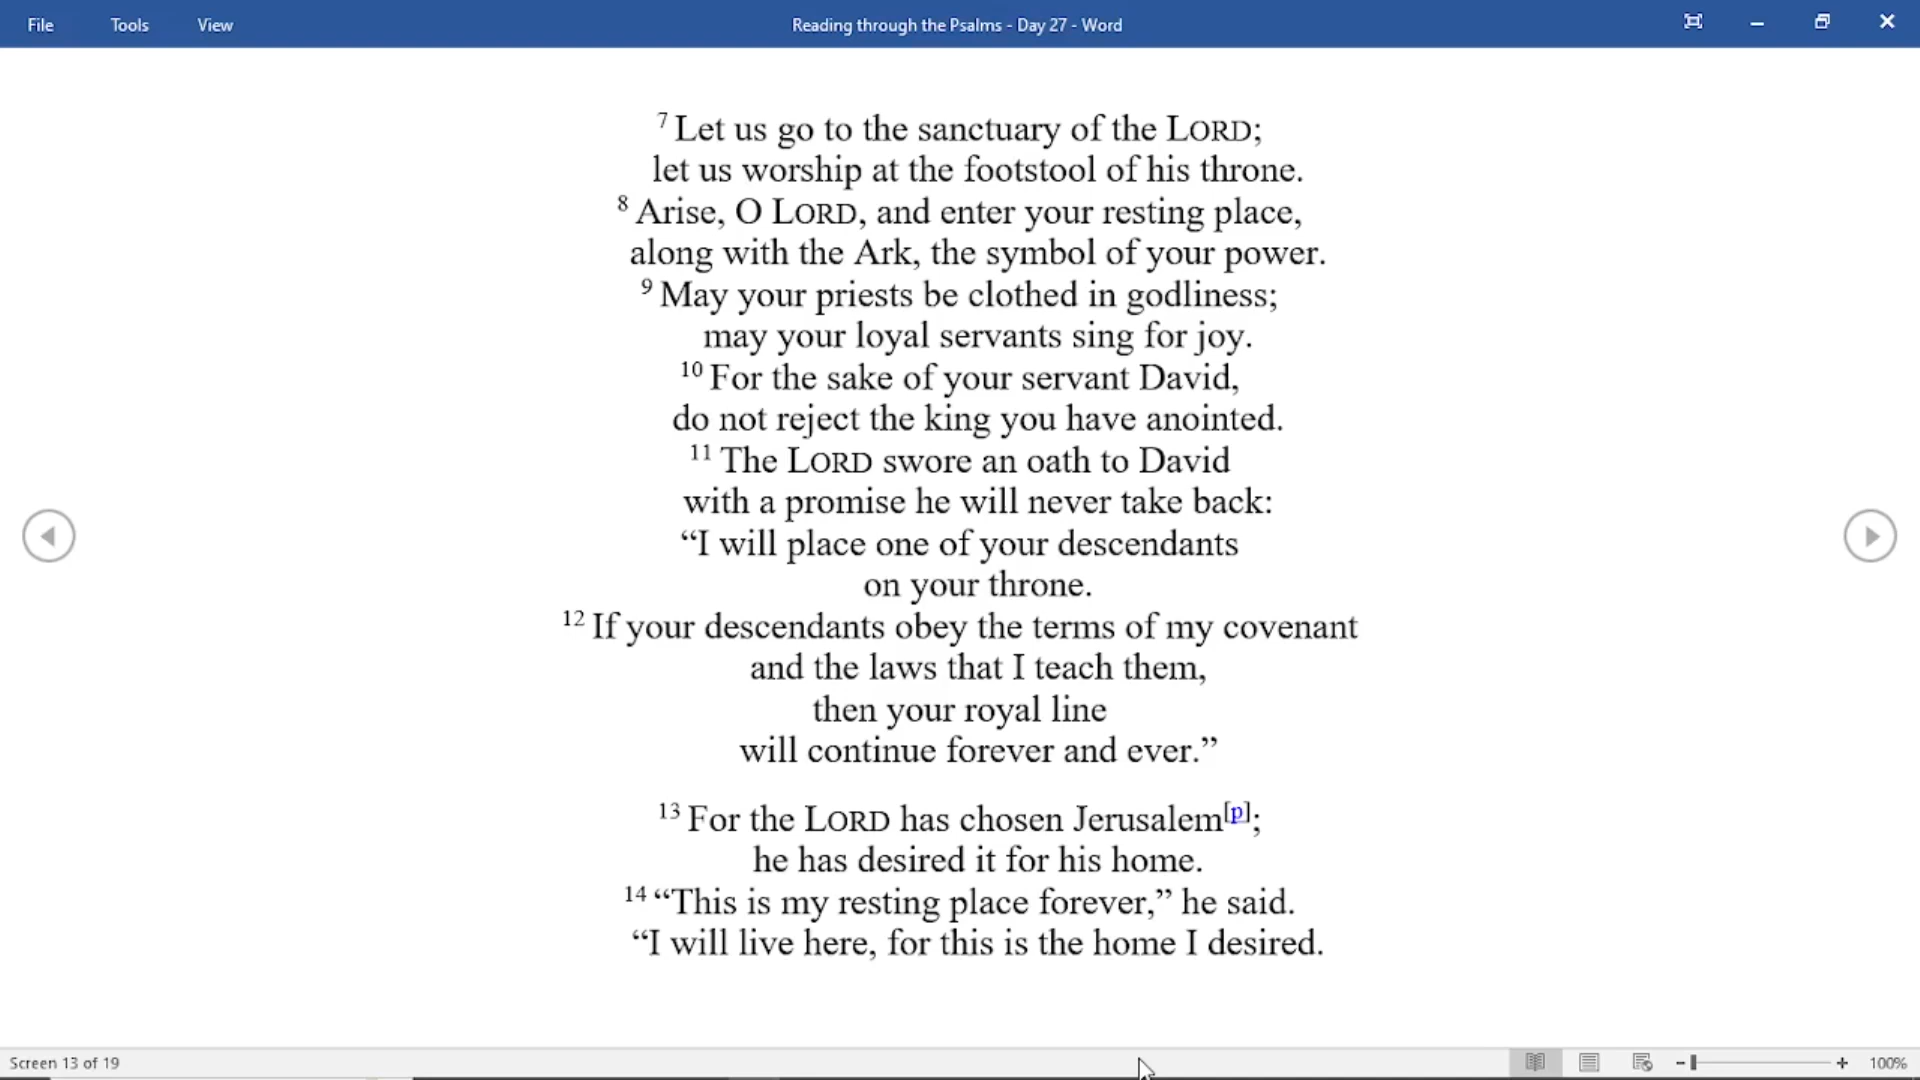 File Tools View Reading through the Psalms - Day 27 - Word
7 Let us go to the sanctuary of the LORD;
let us worship at the footstool of his throne.
8 Arise, O LORD, and enter your resting place,
along with the Ark, the symbol of your power.
9 May your priests be clothed in godliness;
may your loyal servants sing for joy.
10 For the sake of your servant David,
do not reject the king you have anointed.
11 The LORD swore an oath to David
with a promise he will never take back:
“I will place one of your descendants
on your throne.
12 If your descendants obey the terms of my covenant
and the laws that I teach them,
then your royal line
will continue forever and ever.”
13 For the LORD has chosen Jerusalem[p];
he has desired it for his home.
14 “This is my resting place forever,” he said.
“I will live here, for this is the home I desired.
Screen 13 of 19 100%